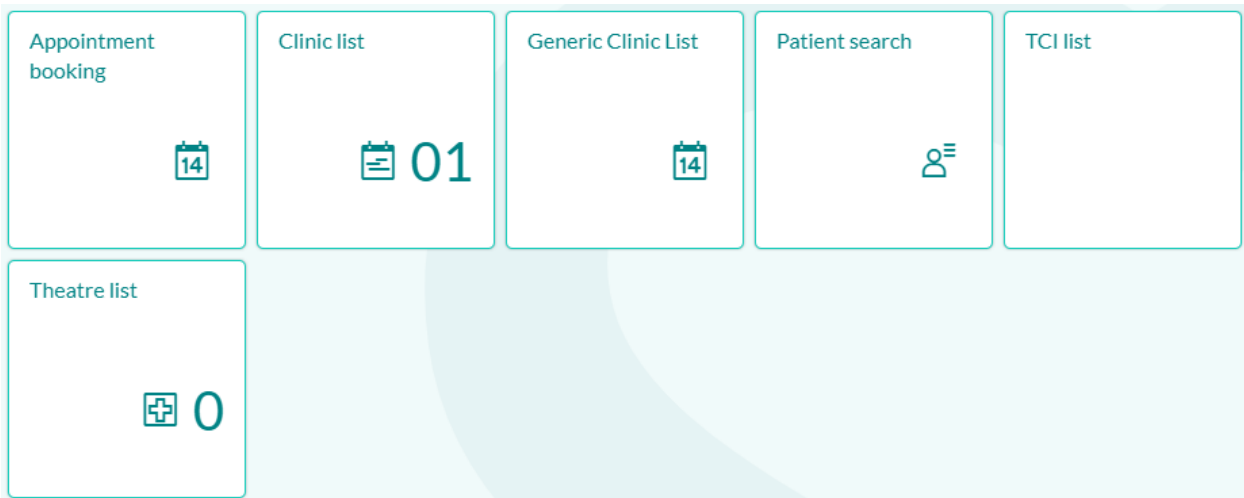 Appointment
booking
Clinic list
Generic Clinic List
Patient search
TCI list
14
01
14
Theatre list
0